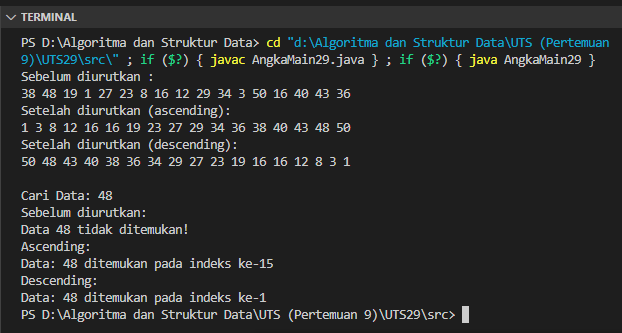 TERMINAL
PS D:\Algoritma dan Struktur Data> cd "d:\Algoritma dan Struktur Data\UTS (Pertemuan
9)\UTS29\src\" ; if ($?) { javac AngkaMain29.java } ; if ($?) { java AngkaMain29 }
Sebelum diurutkan :
38 48 19 1 27 23 8 16 12 29 34 3 50 16 40 43 36
Setelah diurutkan (ascending):
1 3 8 12 16 16 19 23 27 29 34 36 38 40 43 48 50
Setelah diurutkan (descending):
50 48 43 40 38 36 34 29 27 23 19 16 16 12 8 3 1
Cari Data: 48
Sebelum diurutkan:
Data 48 tidak ditemukan!
Ascending:
Data: 48 ditemukan pada indeks ke-15
Descending:
Data: 48 ditemukan pada indeks ke-1
PS D:\Algoritma dan Struktur Data\UTS (Pertemuan 9)\UTS29\src>